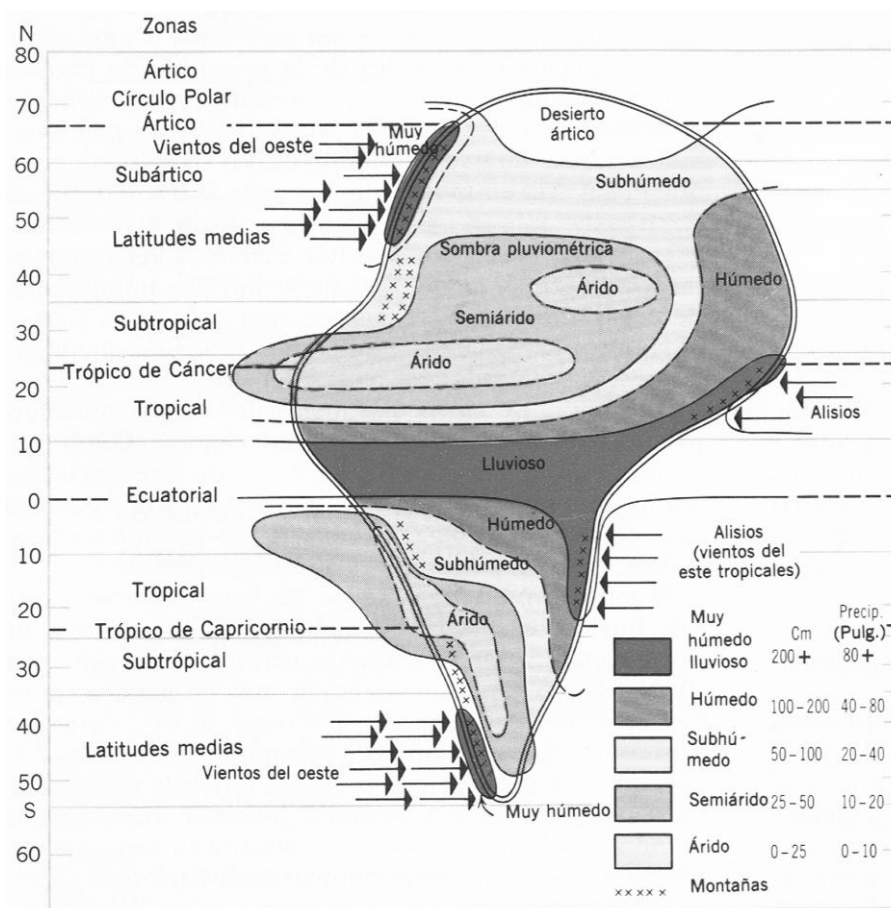 N
Zonas
80
Ártico
70
Círculo Polar
Ártico
Vientos del oeste
Muy
húmedo
Desierto
ártico
60
Subártico
Subhúmedo
50
Latitudes medias
Sombra pluviométrica
40
Árido
Húmedo
Semiárido
30
Subtropical
Árido
Trópico de Cáncer
20
Tropical
Alisios
10
Lluvioso
0
Ecuatorial
Húmedo
Alisios
(vientos del
este tropicales)
10
Subhúmedo
Tropical
20
Árido
Trópico de Capricornio
Subtrópical
30
40
Latitudes medias
Vientos del oeste
50
S
Muy húmedo
60
Precip.
Cm (Pulg.)
Muy
húmedo
lluvioso 200+ 80+
Húmedo 100-200 40-80
Subhú-
medo 50-100 20-40
Semiárido 25-50 10-20
Árido 0-25 0-10
×××××  Montañas